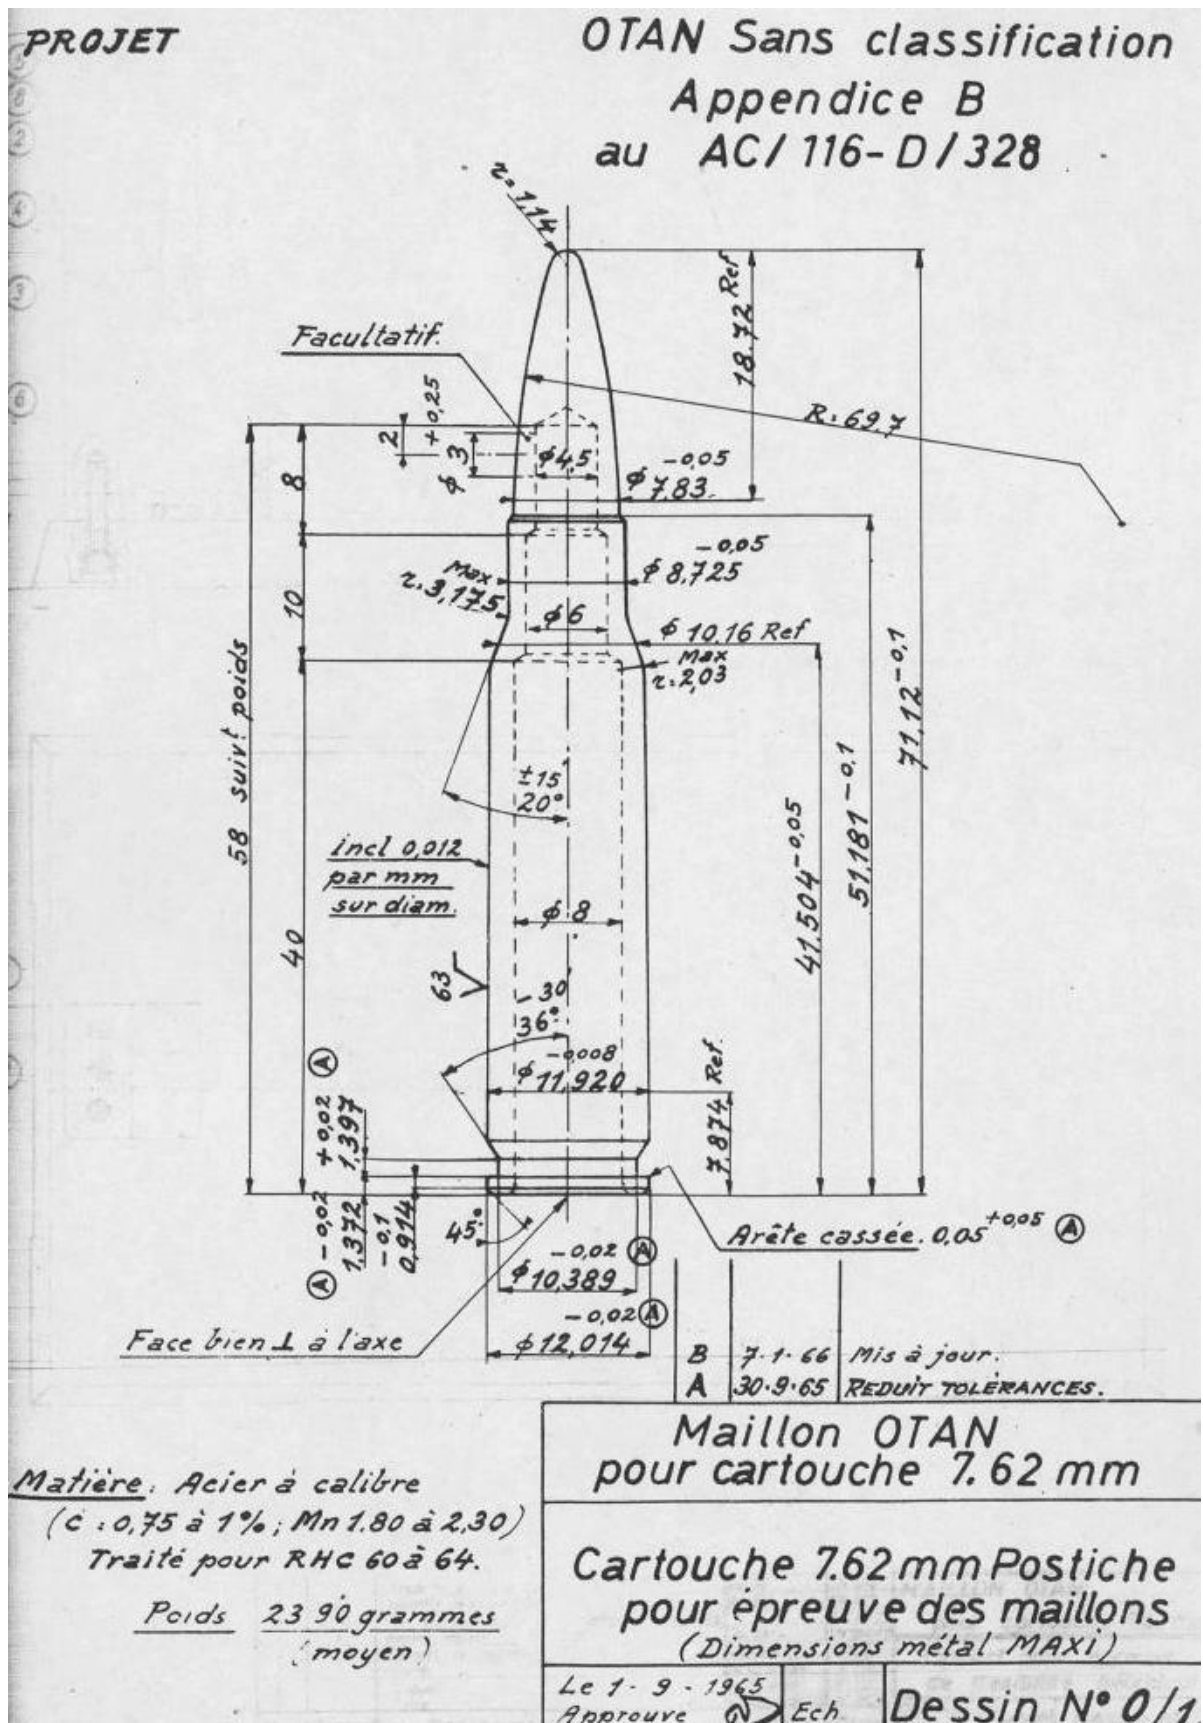 PROJET
OTAN Sans classification
Appendice B
au AC/116-D/328
r=1,14
Facultatif.
18.72 Ref
R=69,7
2
+0,25
ϕ 3
ϕ4,5
-0,05
ϕ 7,83
8
-0,05
ϕ 8,725
Max
r=3,175
10
ϕ6
ϕ 10.16 Ref
Max
r=2,03
58 suivt poids
71,12 -0,1
±15'
20°
51,181 -0,1
41,504 -0,05
incl 0,012
par mm
sur diam.
ϕ 8
40
63
-30'
36°
-0,008
ϕ 11,920
7.874 Ref.
A
+0,02
1,397
A -0,02
1,372
-0,1
0,914
45°
Arête cassée. 0,05 +0,05 A
-0,02 A
ϕ 10,389
-0,02 A
ϕ 12,014
Face bien ⊥ à l'axe
B 7-1-66 Mis à jour.
A 30-9-65 REDUIT TOLERANCES.
Maillon OTAN
pour cartouche 7.62 mm
Matière: Acier à calibre
(C : 0,75 à 1%; Mn 1.80 à 2,30)
Traité pour RHC 60 à 64.
Poids 23 90 grammes
(moyen)
Cartouche 7.62 mm Postiche
pour épreuve des maillons
(Dimensions métal MAXi)
Le 1-9-1965
Approuvé
Ech.
Dessin N° 0/1